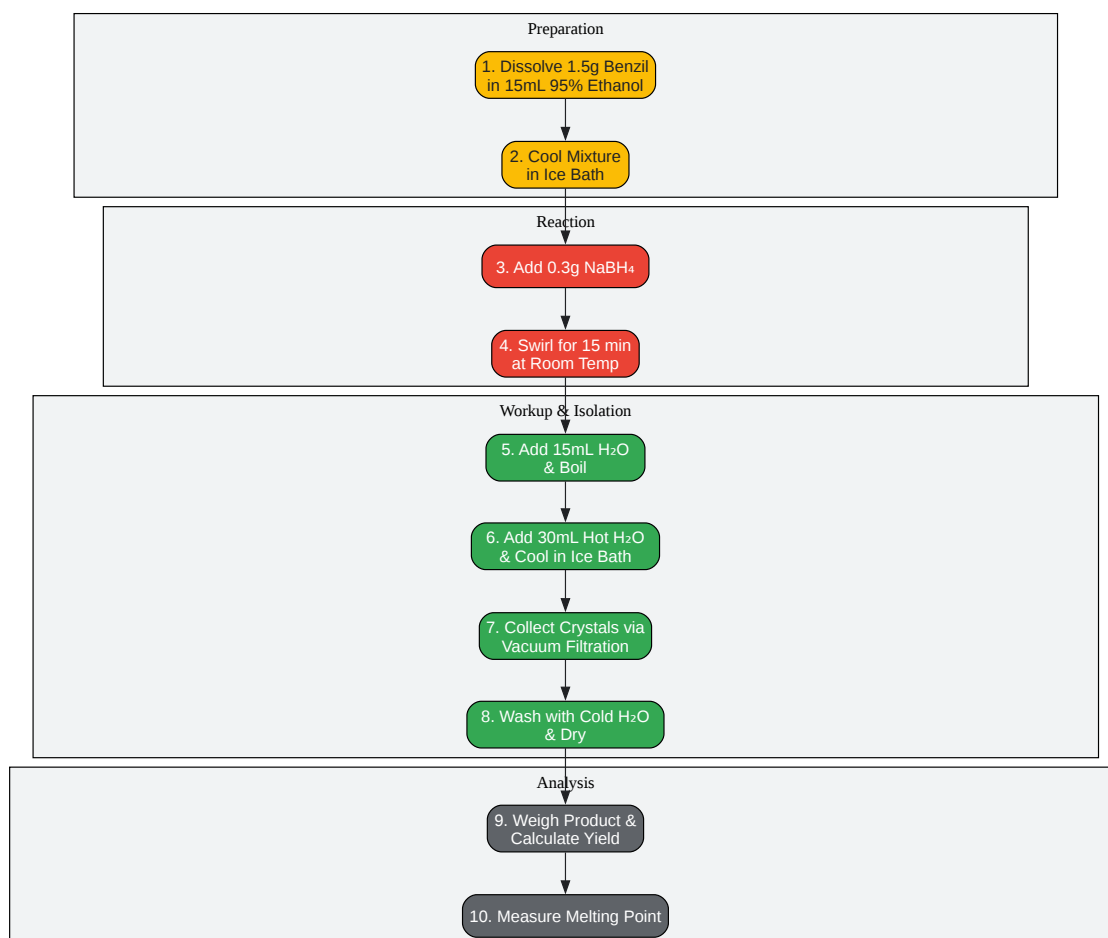 Preparation
1. Dissolve 1.5g Benzil
in 15mL 95% Ethanol
2. Cool Mixture
in Ice Bath
Reaction
3. Add 0.3g NaBH₄
4. Swirl for 15 min
at Room Temp
Workup & Isolation
5. Add 15mL H₂O
& Boil
6. Add 30mL Hot H₂O
& Cool in Ice Bath
7. Collect Crystals via
Vacuum Filtration
8. Wash with Cold H₂O
& Dry
Analysis
9. Weigh Product &
Calculate Yield
10. Measure Melting Point